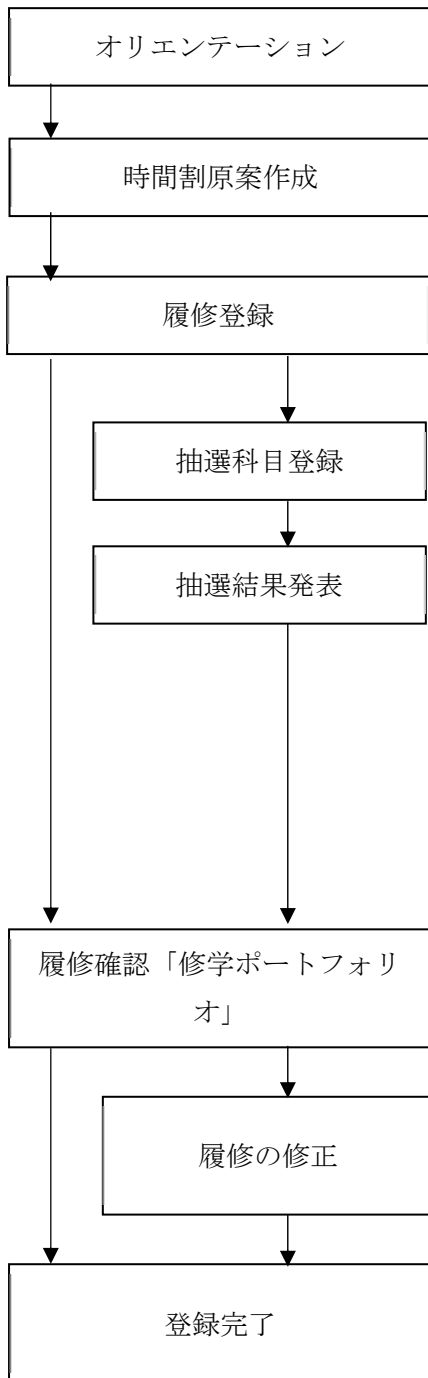 オリエンテーション
時間割原案作成
履修登録
抽選科目登録
抽選結果発表
履修確認「修学ポートフォリ
オ」
履修の修正
登録完了